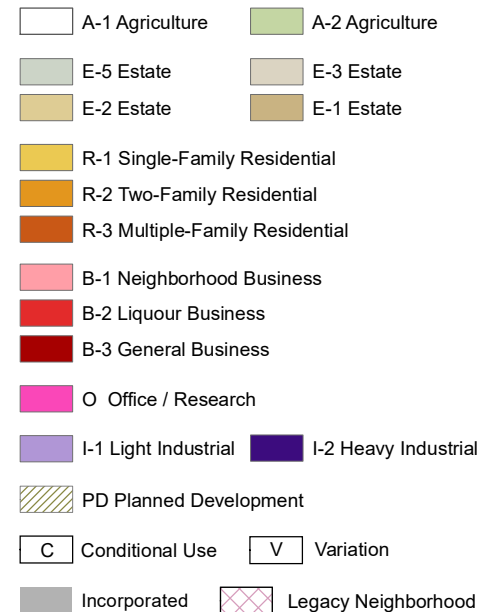 A-1 Agriculture A-2 Agriculture
E-5 Estate E-3 Estate
E-2 Estate E-1 Estate
R-1 Single-Family Residential
R-2 Two-Family Residential
R-3 Multiple-Family Residential
B-1 Neighborhood Business
B-2 Liquour Business
B-3 General Business
O Office / Research
I-1 Light Industrial I-2 Heavy Industrial
PD Planned Development
C Conditional Use V Variation
Incorporated Legacy Neighborhood